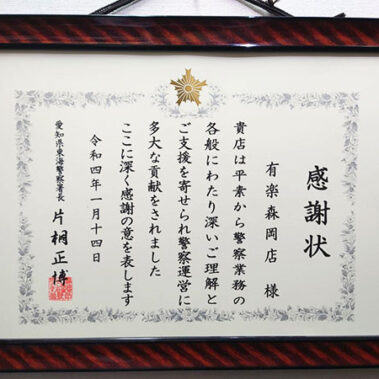 感謝状
有楽森岡店 様
貴店は平素から警察業務の
各般にわたり深いご理解と
ご支援を寄せられ警察運営に
多大な貢献をされました
ここに深く感謝の意を表します
令和四年一月十四日
愛知県東海警察署長
片桐正博